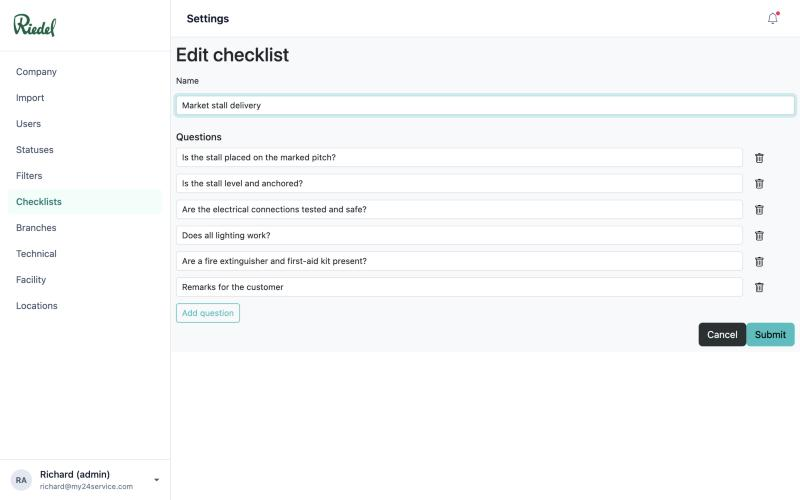 Riedel
Settings
Company
Import
Users
Statuses
Filters
Checklists
Branches
Technical
Facility
Locations
Edit checklist
Name
Market stall delivery
Questions
Is the stall placed on the marked pitch?
Is the stall level and anchored?
Are the electrical connections tested and safe?
Does all lighting work?
Are a fire extinguisher and first-aid kit present?
Remarks for the customer
Add question
Cancel
Submit
RA
Richard (admin)
richard@my24service.com